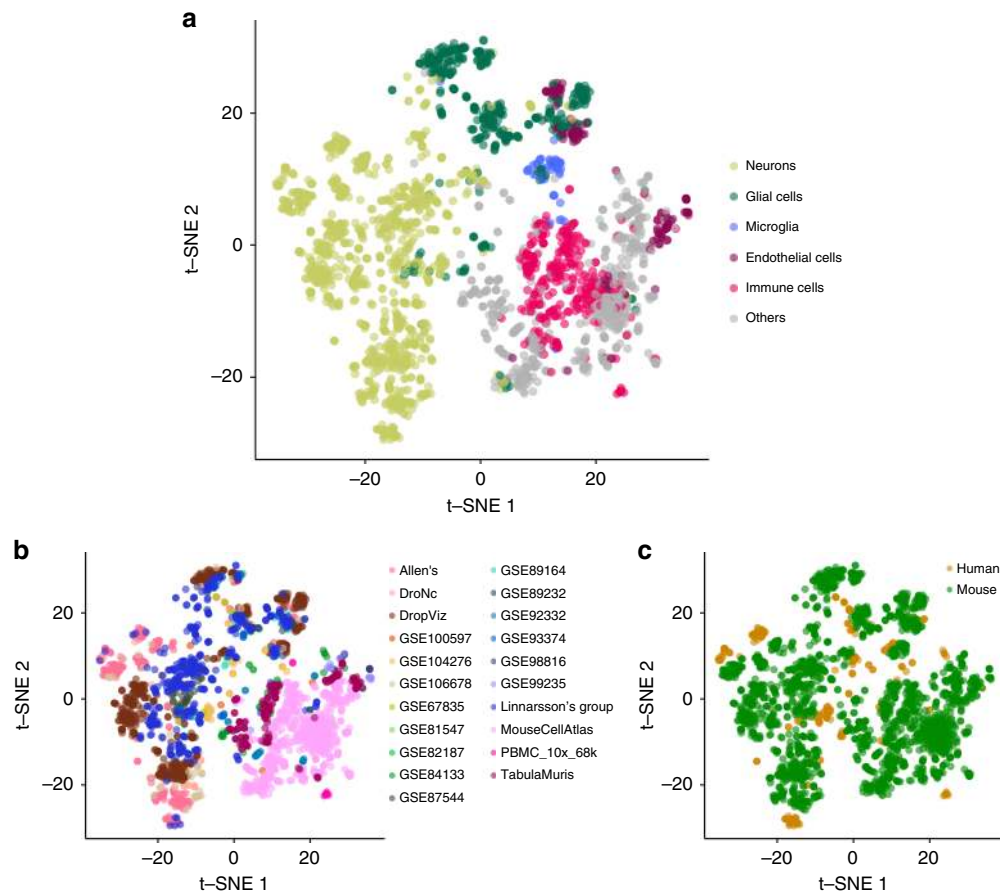 a
t–SNE 2
20
0
–20
–20
0
20
t–SNE 1
Neurons
Glial cells
Microglia
Endothelial cells
Immune cells
Others
b
t–SNE 2
20
0
–20
–20
0
20
t–SNE 1
Allen's
DroNc
DropViz
GSE100597
GSE104276
GSE106678
GSE67835
GSE81547
GSE82187
GSE84133
GSE87544
GSE89164
GSE89232
GSE92332
GSE93374
GSE98816
GSE99235
Linnarsson's group
MouseCellAtlas
PBMC_10x_68k
TabulaMuris
c
t–SNE 2
20
0
–20
–20
0
20
t–SNE 1
Human
Mouse